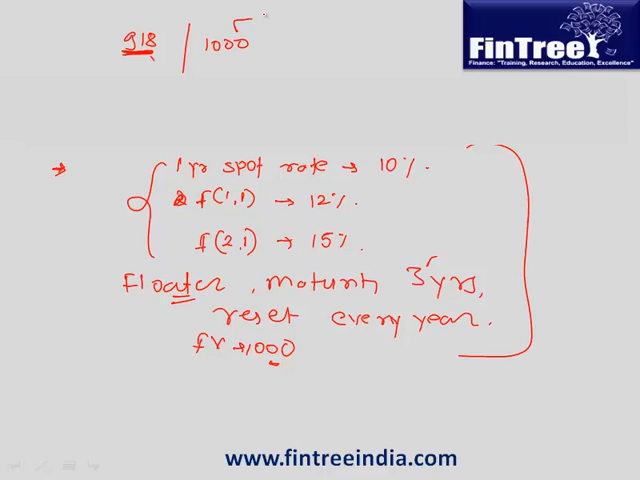 918 / 1000
FinTree
Finance: "Training, Research, Education, Excellence"
1 yr spot rate → 10%.
f(1,1) → 12%.
f(2,1) → 15%.
Floater, maturity 3 yrs,
reset every year.
fv → 1000
www.fintreeindia.com